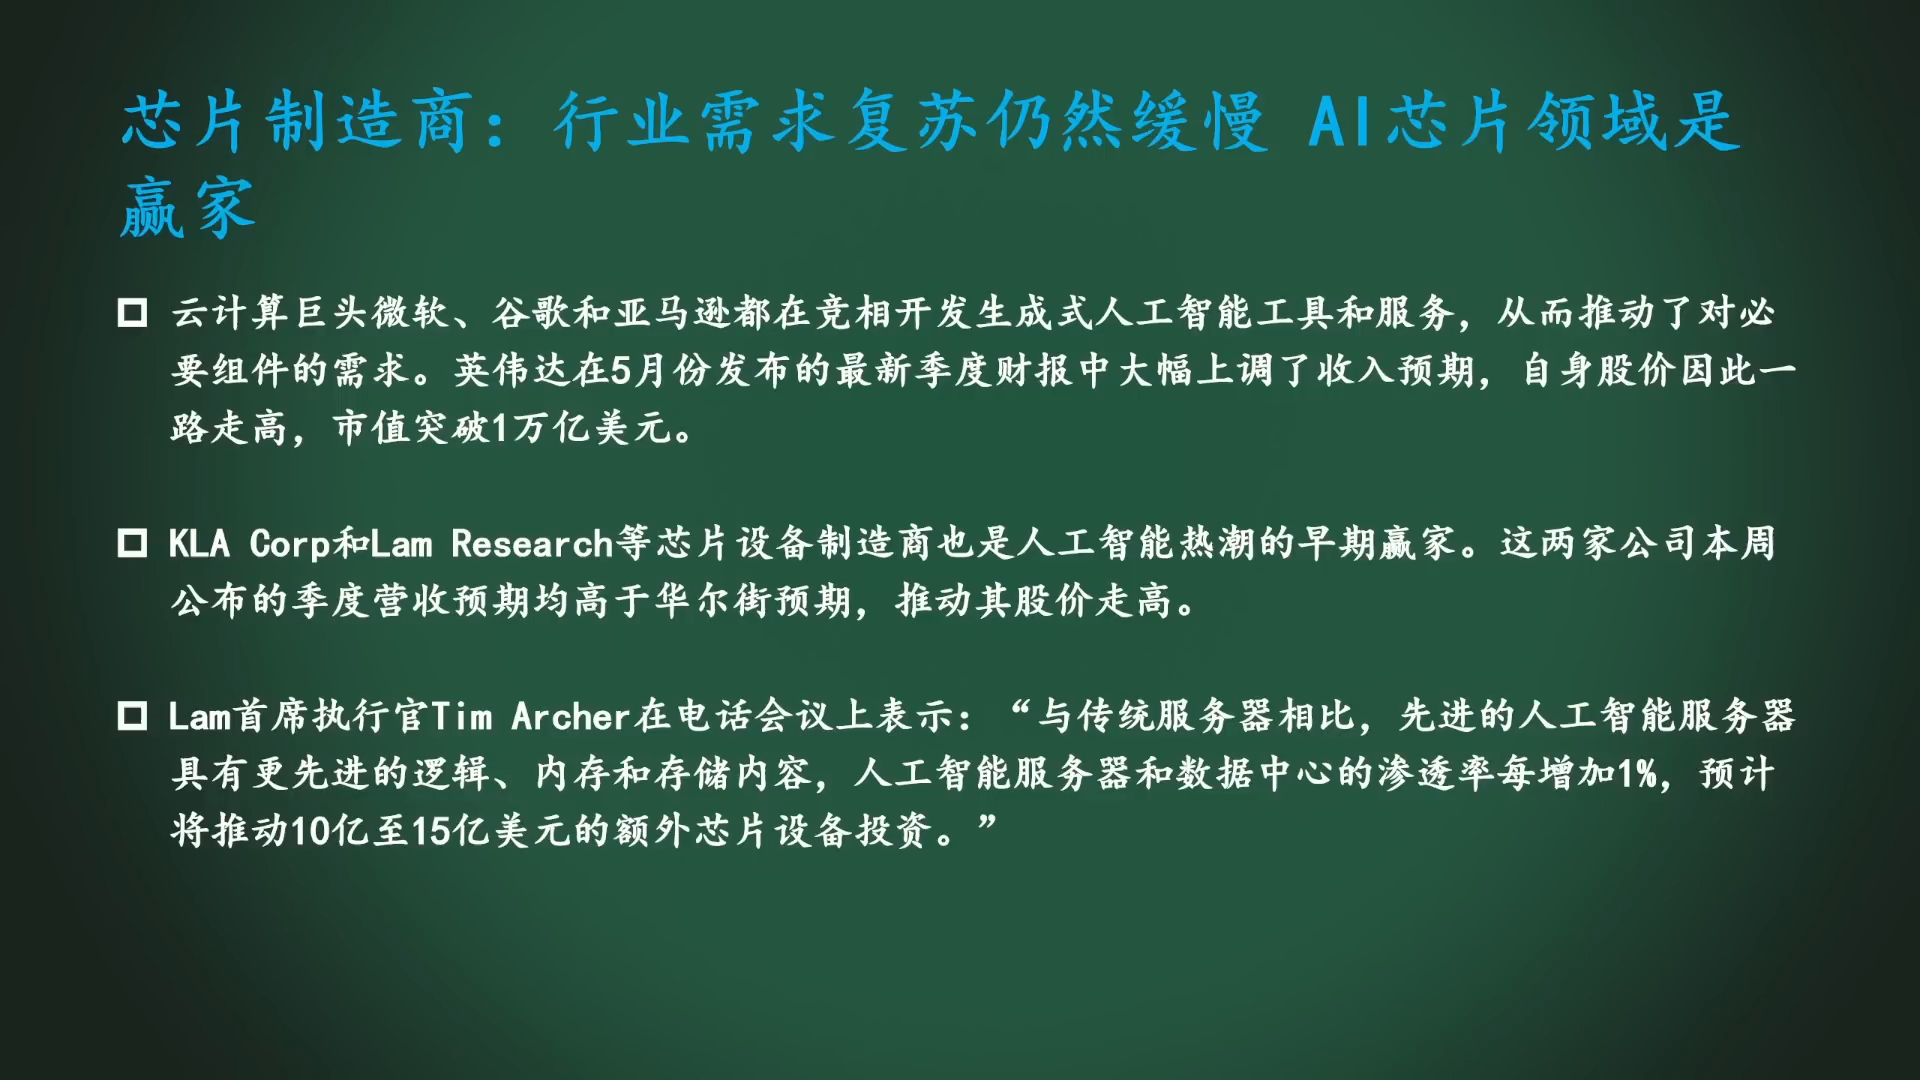 芯片制造商：行业需求复苏仍然缓慢 AI芯片领域是
赢家
云计算巨头微软、谷歌和亚马逊都在竞相开发生成式人工智能工具和服务，从而推动了对必
要组件的需求。英伟达在5月份发布的最新季度财报中大幅上调了收入预期，自身股价因此一
路走高，市值突破1万亿美元。
KLA Corp和Lam Research等芯片设备制造商也是人工智能热潮的早期赢家。这两家公司本周
公布的季度营收预期均高于华尔街预期，推动其股价走高。
Lam首席执行官Tim Archer在电话会议上表示：“与传统服务器相比，先进的人工智能服务器
具有更先进的逻辑、内存和存储内容，人工智能服务器和数据中心的渗透率每增加1%，预计
将推动10亿至15亿美元的额外芯片设备投资。”